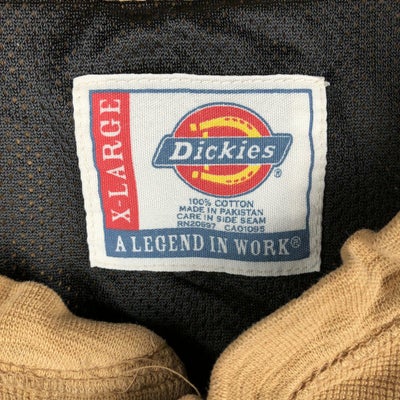 X-LARGE
Dickies®
100% COTTON
MADE IN PAKISTAN
CARE IN SIDE SEAM
RN20697 CA01095
A LEGEND IN WORK®